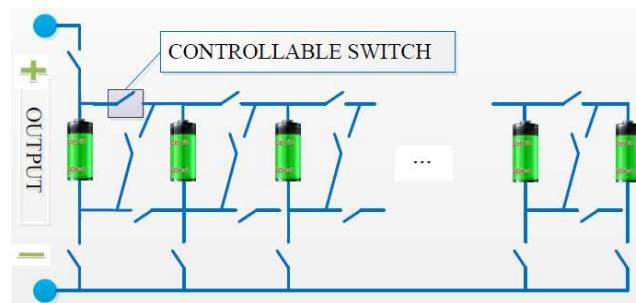 CONTROLLABLE SWITCH
+
OUTPUT
...
−